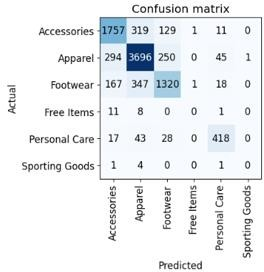 Confusion matrix
Accessories 1757 319 129 1 11 0
Apparel 294 3696 250 0 45 1
Footwear 167 347 1320 1 18 0
Free Items 11 8 0 0 1 0
Personal Care 17 43 28 0 418 0
Sporting Goods 1 4 0 0 1 0
Actual
Accessories
Apparel
Footwear
Free Items
Personal Care
Sporting Goods
Predicted